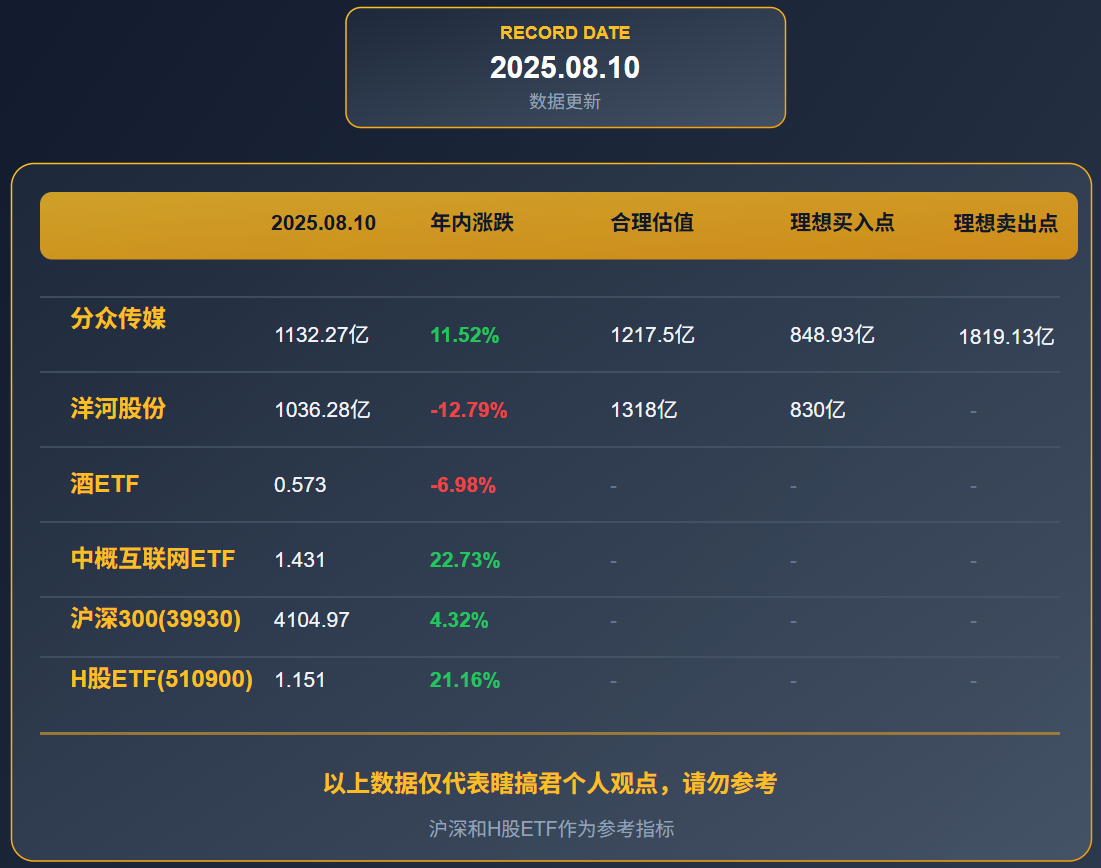 RECORD DATE
2025.08.10
数据更新
2025.08.10 年内涨跌 合理估值 理想买入点 理想卖出点
分众传媒 1132.27亿 11.52% 1217.5亿 848.93亿 1819.13亿
洋河股份 1036.28亿 -12.79% 1318亿 830亿 -
酒ETF 0.573 -6.98% - - -
中概互联网ETF 1.431 22.73% - - -
沪深300(39930) 4104.97 4.32% - - -
H股ETF(510900) 1.151 21.16% - - -
以上数据仅代表瞎搞君个人观点，请勿参考
沪深和H股ETF作为参考指标